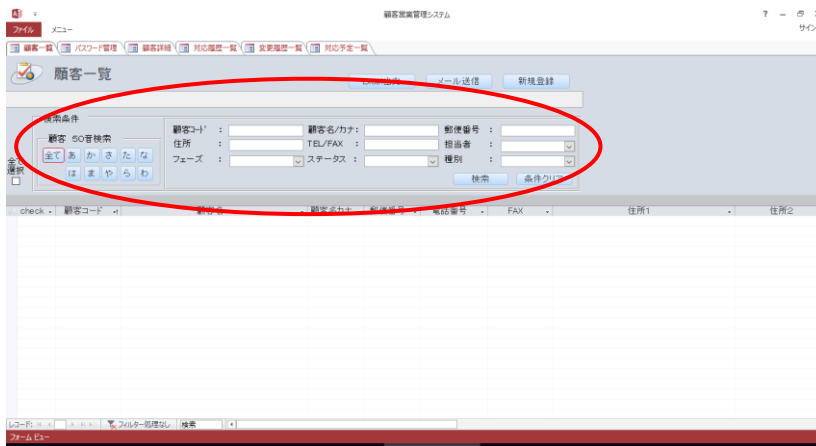 顧客営業管理システム
? – サイン
ファイル メニュー
顧客一覧 パスワード管理 顧客詳細 対応履歴一覧 変更履歴一覧 対応予定一覧
顧客一覧
メール送信 新規登録
検索条件
顧客 50音検索
全て あ か さ た な
は ま や ら わ
顧客コード : 顧客名/カナ: 郵便番号 :
住所 : TEL/FAX : 担当者 :
フェーズ : ステータス : 種別 :
検索 条件クリア
全て
選択
check 顧客コード 顧客名 顧客名カナ 郵便番号 電話番号 FAX 住所1 住所2
レコード: フィルター処理なし 検索
フォーム ビュー